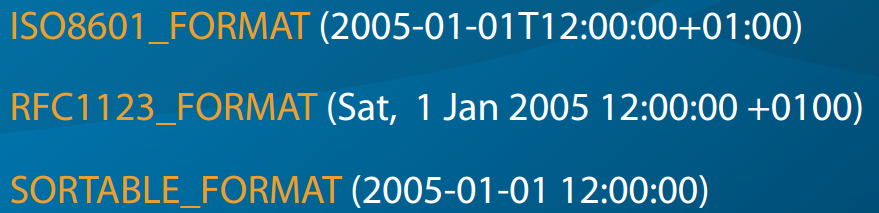 ISO8601_FORMAT (2005-01-01T12:00:00+01:00)
RFC1123_FORMAT (Sat,  1 Jan 2005 12:00:00 +0100)
SORTABLE_FORMAT (2005-01-01 12:00:00)